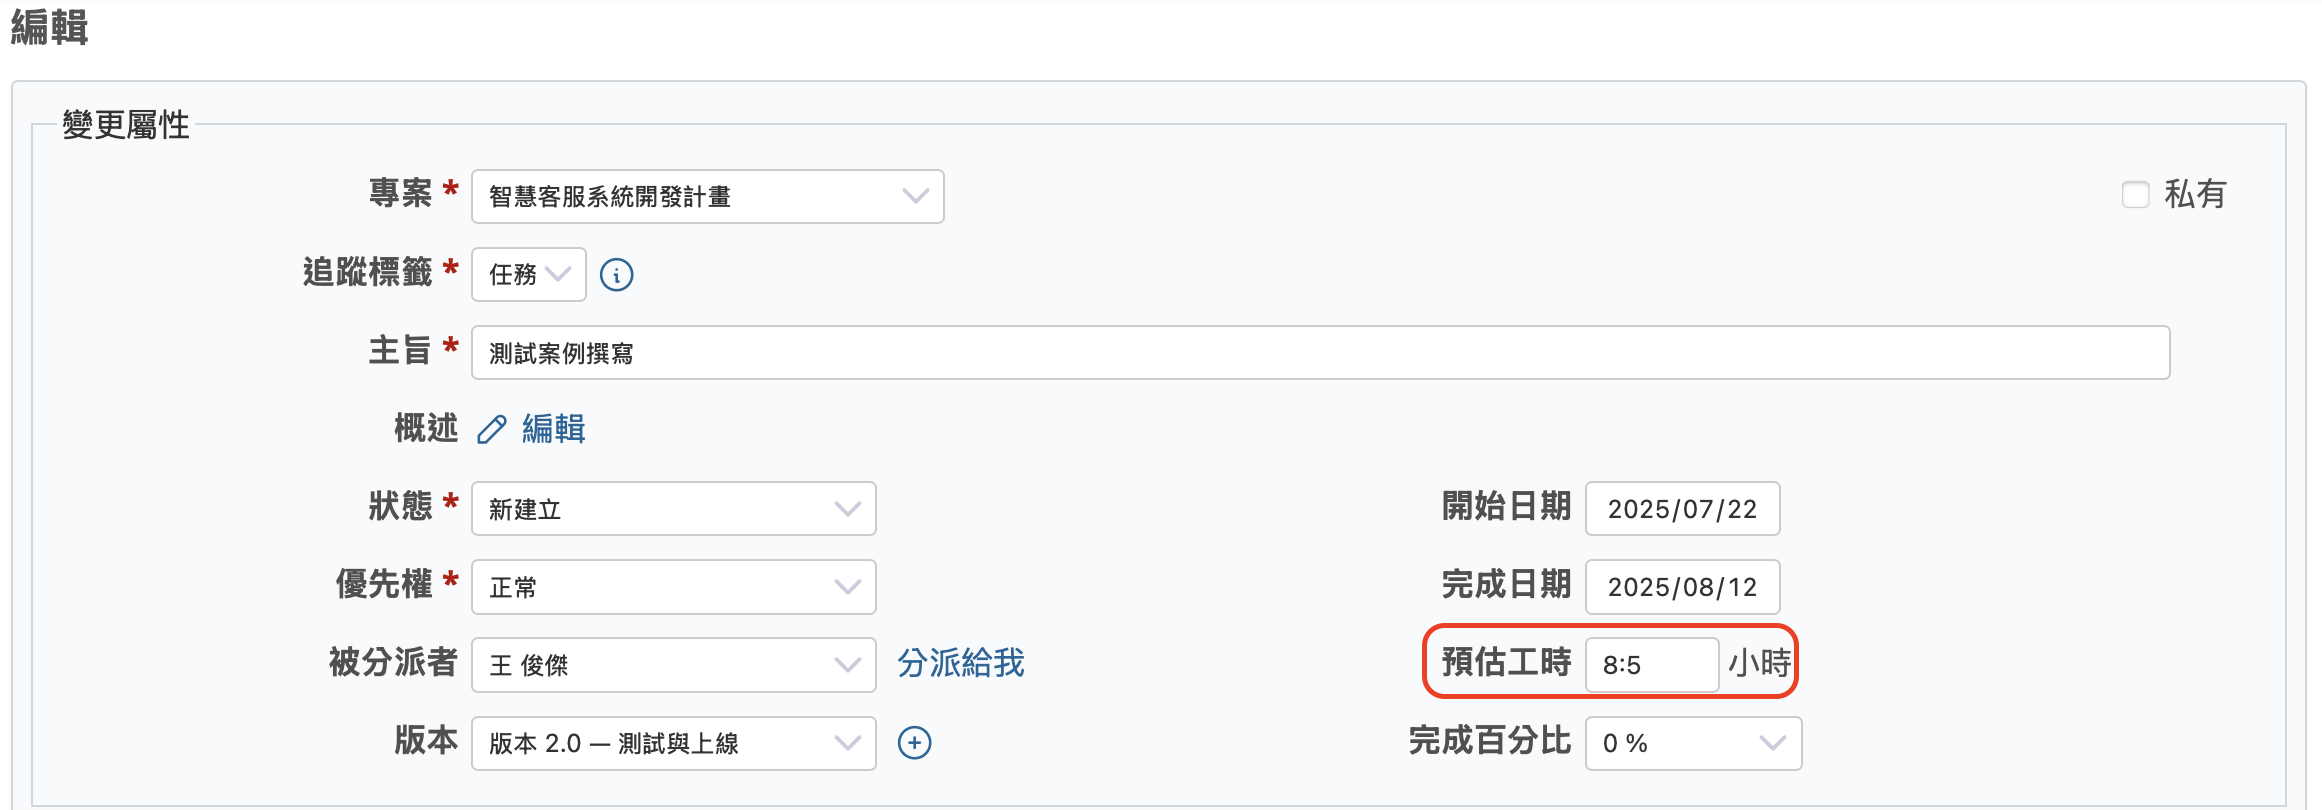 編輯
變更屬性
專案 * 智慧客服系統開發計畫 私有
追蹤標籤 * 任務
主旨 * 測試案例撰寫
概述 編輯
狀態 * 新建立 開始日期 2025/07/22
優先權 * 正常 完成日期 2025/08/12
被分派者 王 俊傑 分派給我 預估工時 8:5 小時
版本 版本 2.0 — 測試與上線 完成百分比 0 %